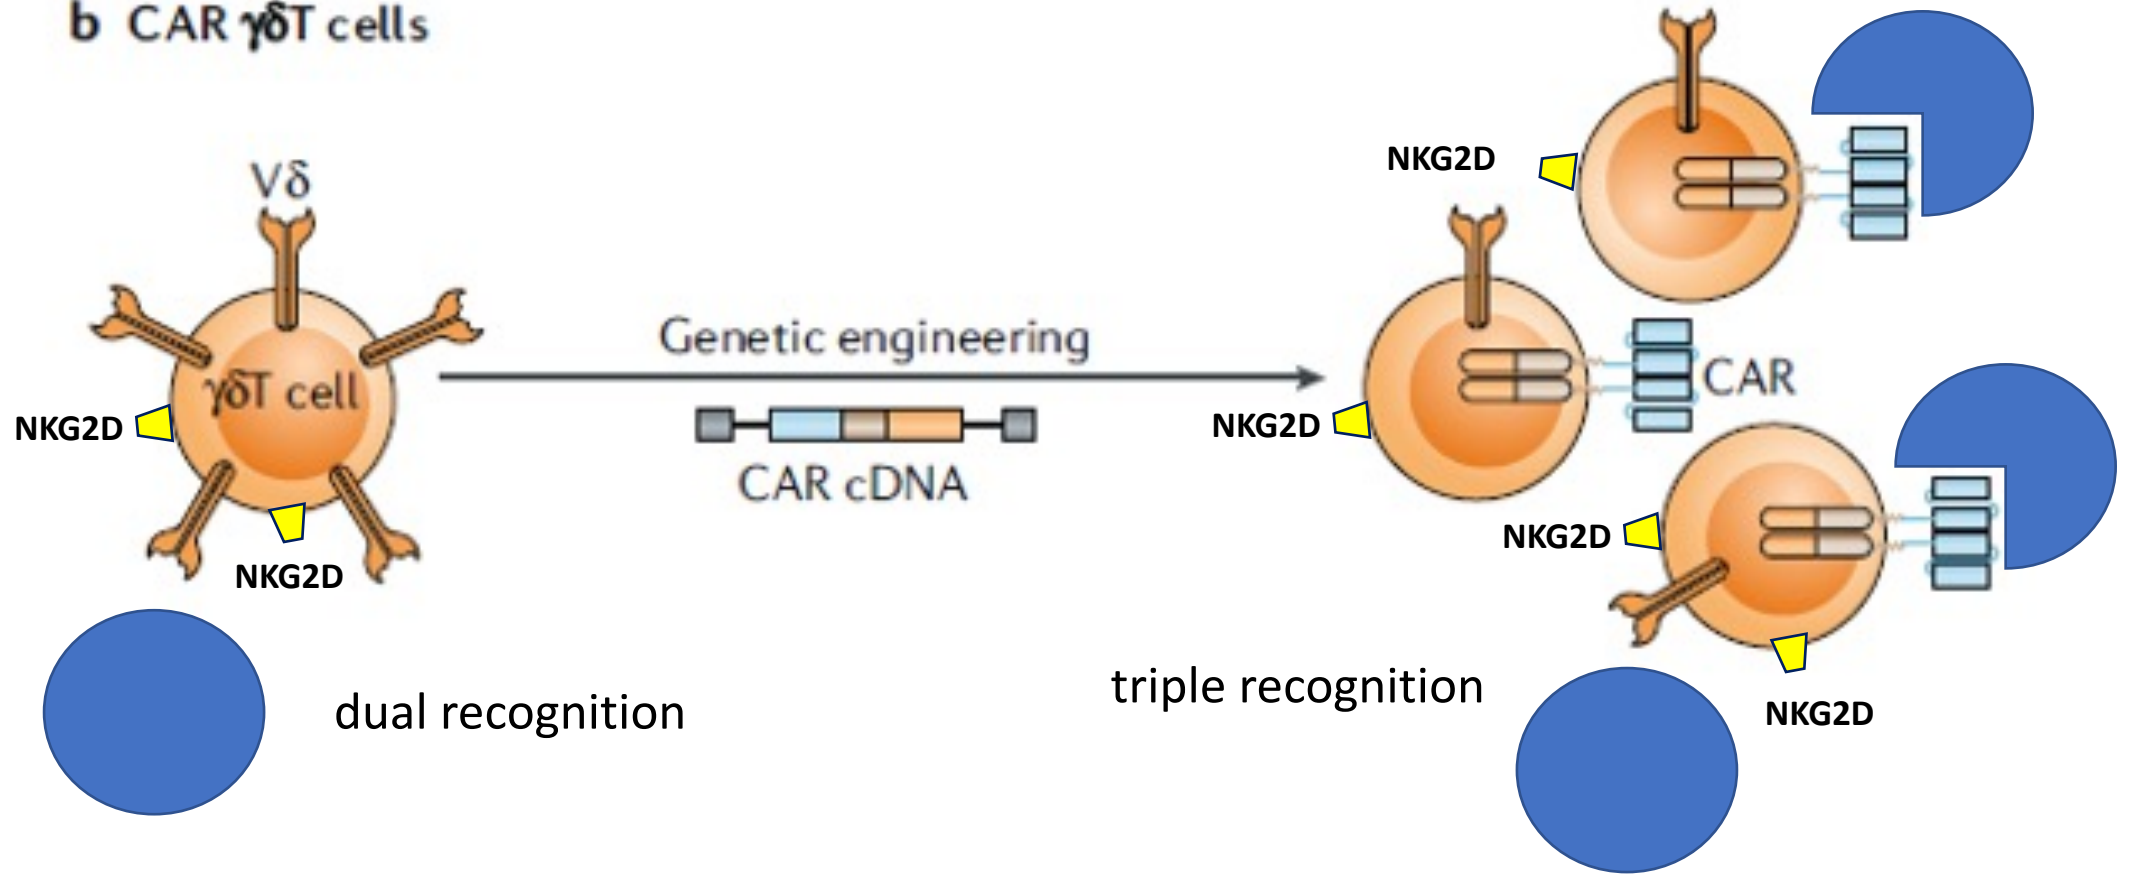 b CAR γδT cells
Vδ
γδT cell
NKG2D
NKG2D
dual recognition
Genetic engineering
CAR cDNA
NKG2D
NKG2D
CAR
NKG2D
NKG2D
triple recognition